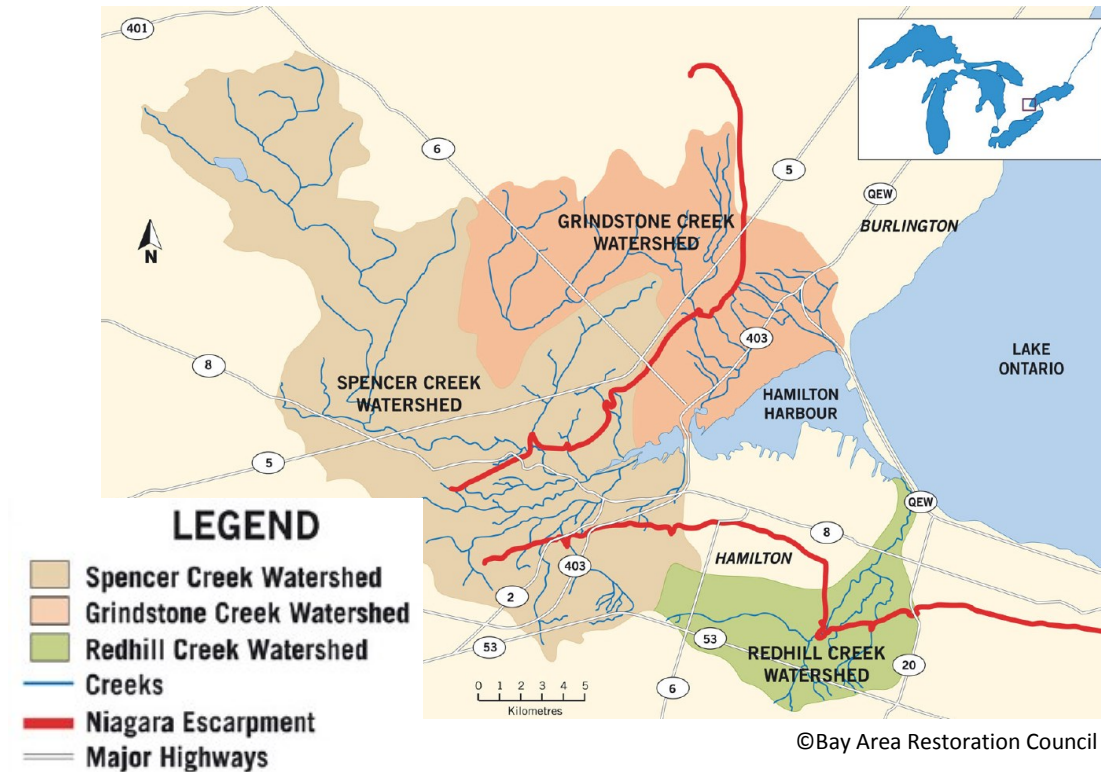 401
6
5
QEW
BURLINGTON
GRINDSTONE CREEK
WATERSHED
N
403
LAKE
ONTARIO
8
SPENCER CREEK
WATERSHED
HAMILTON
HARBOUR
5
QEW
8
HAMILTON
403
2
53
53
REDHILL CREEK
WATERSHED
20
6
0 1 2 3 4 5
Kilometres
LEGEND
Spencer Creek Watershed
Grindstone Creek Watershed
Redhill Creek Watershed
Creeks
Niagara Escarpment
Major Highways
©Bay Area Restoration Council